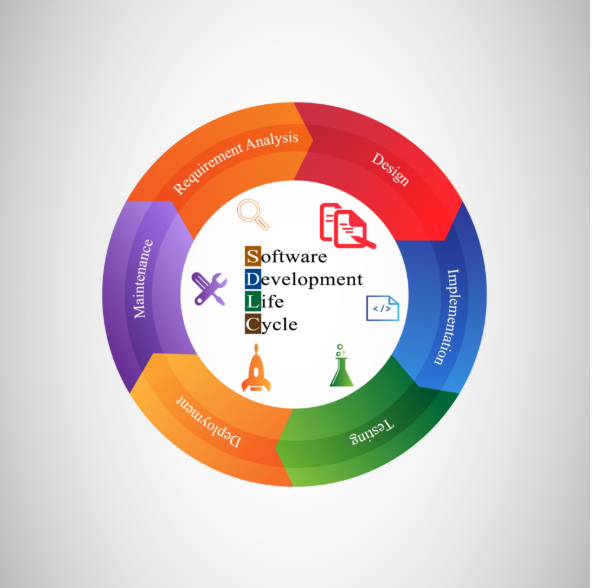 Requirement Analysis
Design
Implementation
Testing
Deployment
Maintenance
Software
Development
Life
Cycle
</>